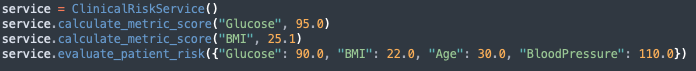 service = ClinicalRiskService()
service.calculate_metric_score("Glucose", 95.0)
service.calculate_metric_score("BMI", 25.1)
service.evaluate_patient_risk({"Glucose": 90.0, "BMI": 22.0, "Age": 30.0, "BloodPressure": 110.0})